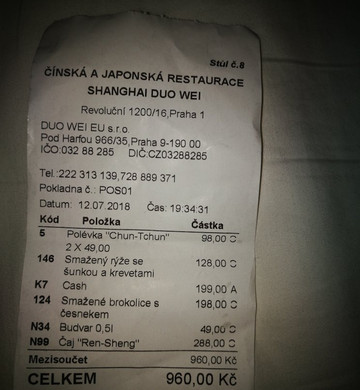 Stůl č.8
ČÍNSKÁ A JAPONSKÁ RESTAURACE
SHANGHAI DUO WEI
Revoluční 1200/16,Praha 1
DUO WEI EU s.r.o.
Pod Harfou 966/35,Praha 9-190 00
IČO:032 88 285 DIČ:CZ03288285
Tel.:222 313 139,728 889 371
Pokladna č.: POS01
Datum: 12.07.2018 Čas: 19:34:31
Kód Položka Částka
5 Polévka "Chun-Tchun" 98,00 C
2 X 49,00
146 Smažený rýže se 128,00 C
šunkou a krevetami
K7 Cash 199,00 A
124 Smažené brokolice s 198,00 C
česnekem
N34 Budvar 0,5l 49,00 C
N99 Čaj "Ren-Sheng" 288,00 C
Mezisoučet 960,00 Kč
CELKEM 960,00 Kč